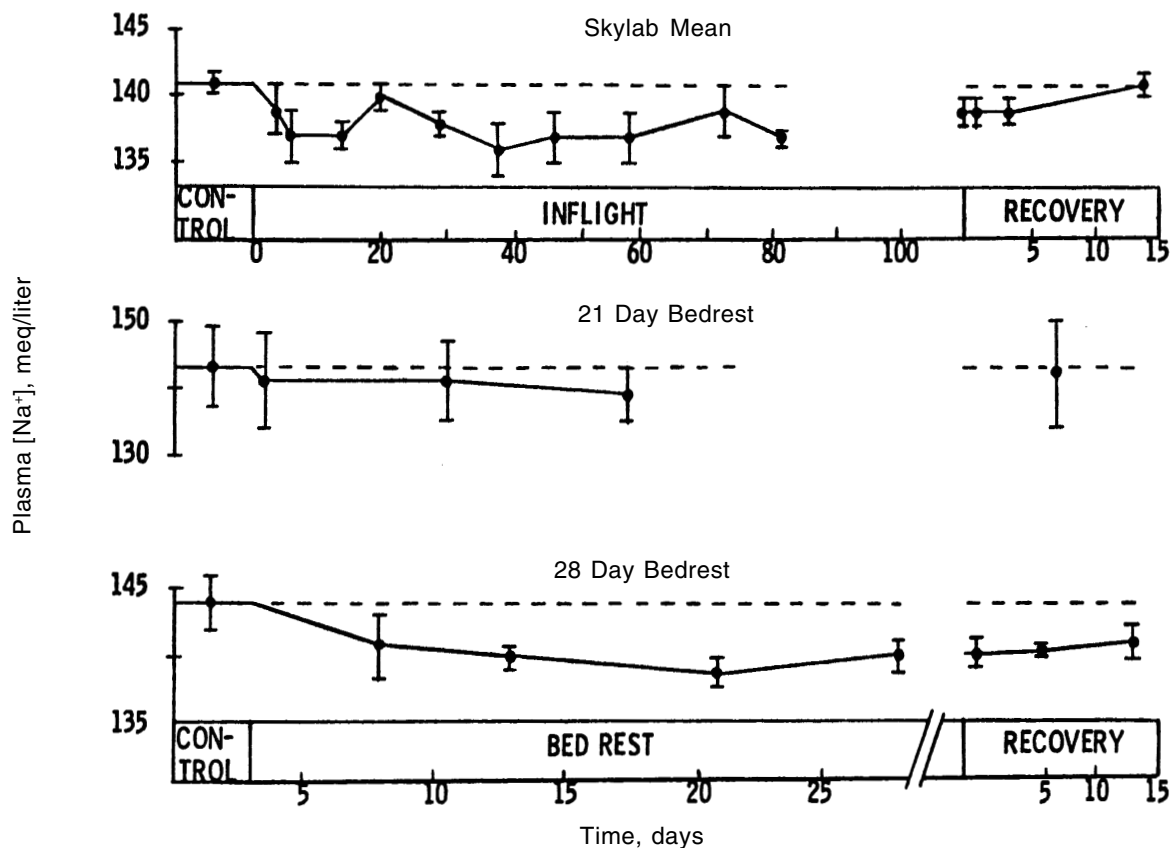 Skylab Mean
145
140
135
CON-
TROL
INFLIGHT
RECOVERY
0 20 40 60 80 100 5 10 15
21 Day Bedrest
150
130
Plasma [Na⁺], meq/liter
28 Day Bedrest
145
135
CON-
TROL
BED REST
RECOVERY
5 10 15 20 25 5 10 15
Time, days